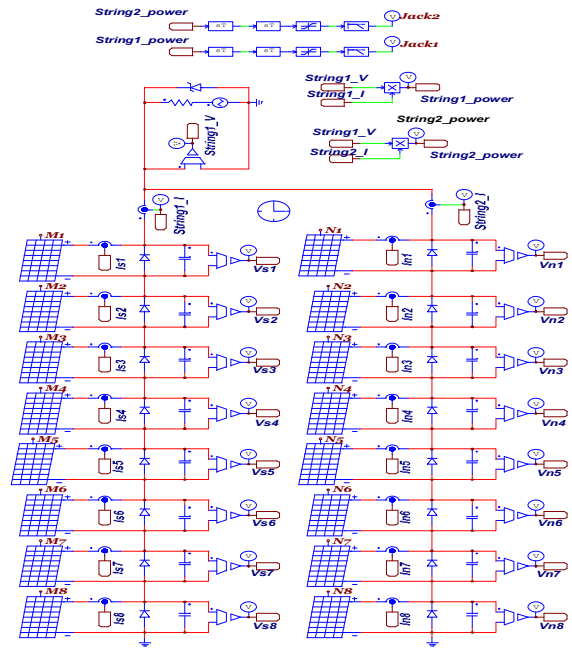 String2_power
Jack2
String1_power
Jack1
String1_V
String1_I
String1_power
String2_power
String1_V
String2_I
String2_power
String1_V
String1_I
String2_I
M1
Is1
Vs1
N1
In1
Vn1
M2
Is2
Vs2
N2
In2
Vn2
M3
Is3
Vs3
N3
In3
Vn3
M4
Is4
Vs4
N4
In4
Vn4
M5
Is5
Vs5
N5
In5
Vn5
M6
Is6
Vs6
N6
In6
Vn6
M7
Is7
Vs7
N7
In7
Vn7
M8
Is8
Vs8
N8
In8
Vn8